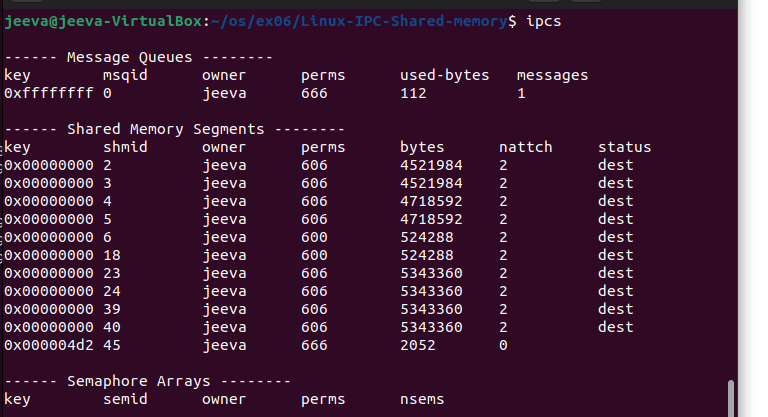 jeeva@jeeva-VirtualBox:~/os/ex06/Linux-IPC-Shared-memory$ ipcs
------ Message Queues --------
key        msqid      owner      perms      used-bytes   messages
0xffffffff 0          jeeva      666        112          1
------ Shared Memory Segments --------
key        shmid      owner      perms      bytes      nattch     status
0x00000000 2          jeeva      606        4521984    2          dest
0x00000000 3          jeeva      606        4521984    2          dest
0x00000000 4          jeeva      606        4718592    2          dest
0x00000000 5          jeeva      606        4718592    2          dest
0x00000000 6          jeeva      600        524288     2          dest
0x00000000 18         jeeva      600        524288     2          dest
0x00000000 23         jeeva      606        5343360    2          dest
0x00000000 24         jeeva      606        5343360    2          dest
0x00000000 39         jeeva      606        5343360    2          dest
0x00000000 40         jeeva      606        5343360    2          dest
0x000004d2 45         jeeva      666        2052       0
------ Semaphore Arrays --------
key        semid      owner      perms      nsems